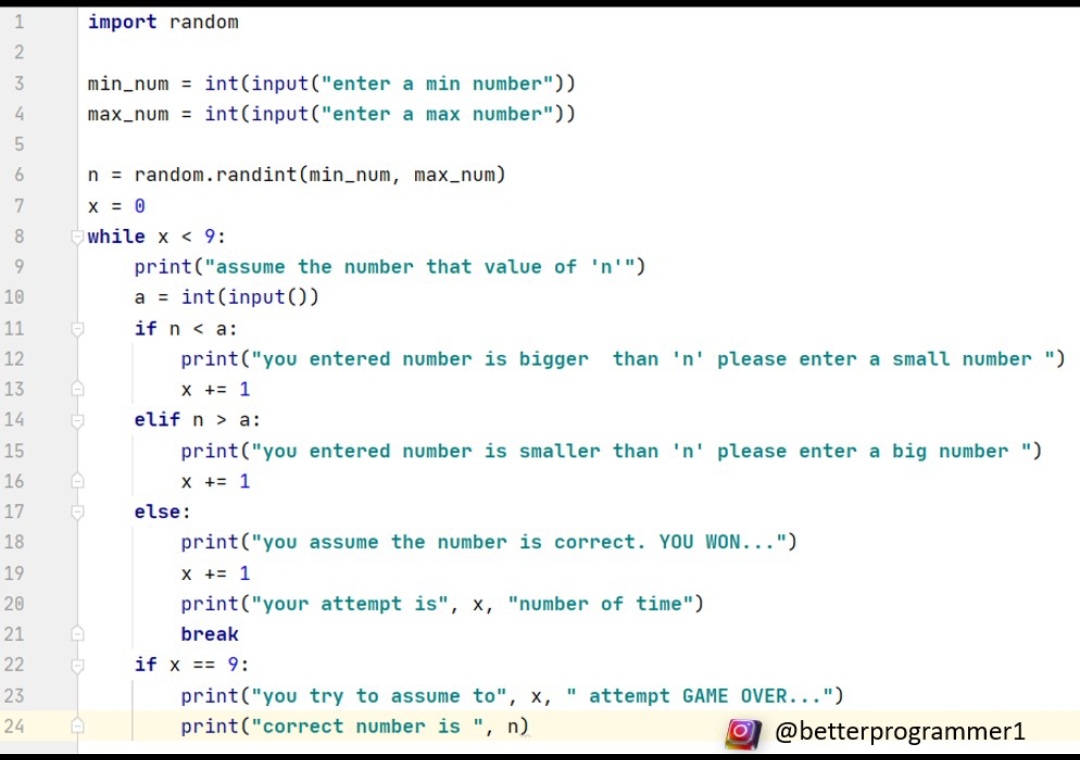 1 import random
2
3 min_num = int(input("enter a min number"))
4 max_num = int(input("enter a max number"))
5
6 n = random.randint(min_num, max_num)
7 x = 0
8 while x < 9:
9     print("assume the number that value of 'n'")
10     a = int(input())
11     if n < a:
12         print("you entered number is bigger  than 'n' please enter a small number ")
13         x += 1
14     elif n > a:
15         print("you entered number is smaller than 'n' please enter a big number ")
16         x += 1
17     else:
18         print("you assume the number is correct. YOU WON...")
19         x += 1
20         print("your attempt is", x, "number of time")
21         break
22     if x == 9:
23         print("you try to assume to", x, " attempt GAME OVER...")
24         print("correct number is ", n)
@betterprogrammer1